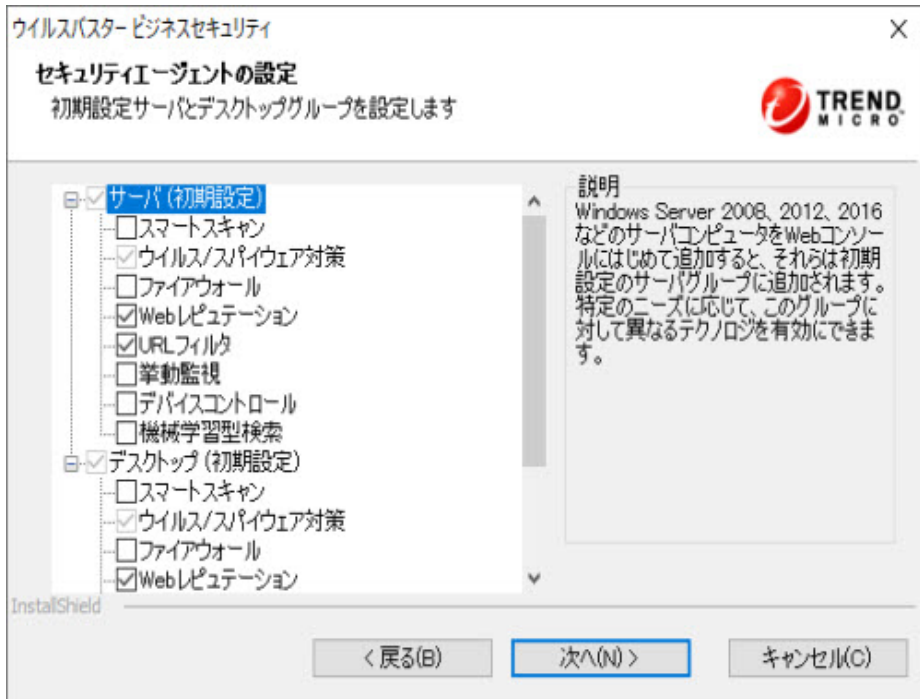 ウイルスバスター ビジネスセキュリティ
セキュリティエージェントの設定
初期設定サーバとデスクトップグループを設定します
TREND
MICRO
サーバ (初期設定)
スマートスキャン
ウイルス/スパイウェア対策
ファイアウォール
Webレピュテーション
URLフィルタ
挙動監視
デバイスコントロール
機械学習型検索
デスクトップ (初期設定)
スマートスキャン
ウイルス/スパイウェア対策
ファイアウォール
Webレピュテーション
説明
Windows Server 2008、2012、2016
などのサーバコンピュータをWebコンソー
ルにはじめて追加すると、それらは初期
設定のサーバグループに追加されます。
特定のニーズに応じて、このグループに
対して異なるテクノロジを有効にできま
す。
InstallShield
< 戻る(B)
次へ(N) >
キャンセル(C)